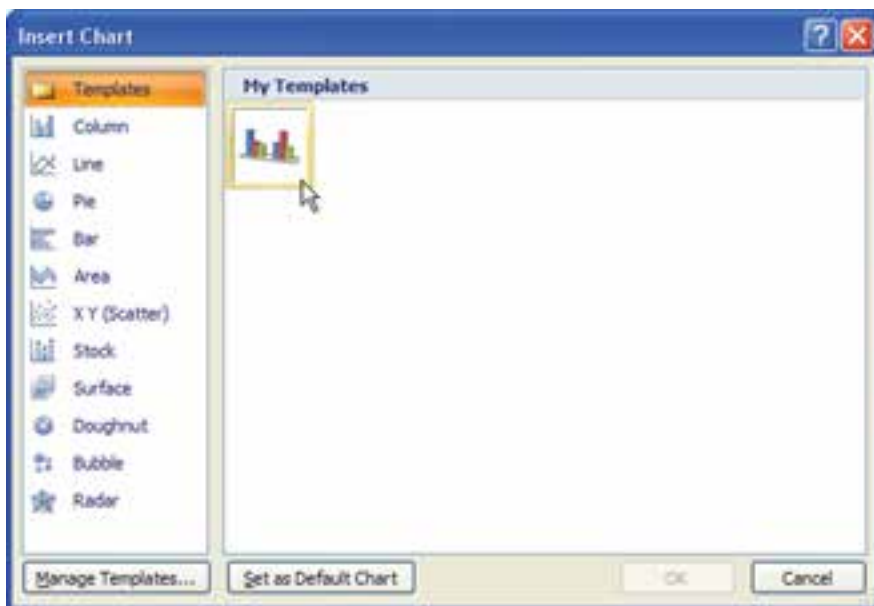 Insert Chart
Templates
Column
Line
Pie
Bar
Area
X Y (Scatter)
Stock
Surface
Doughnut
Bubble
Radar
My Templates
Manage Templates...
Set as Default Chart
OK
Cancel